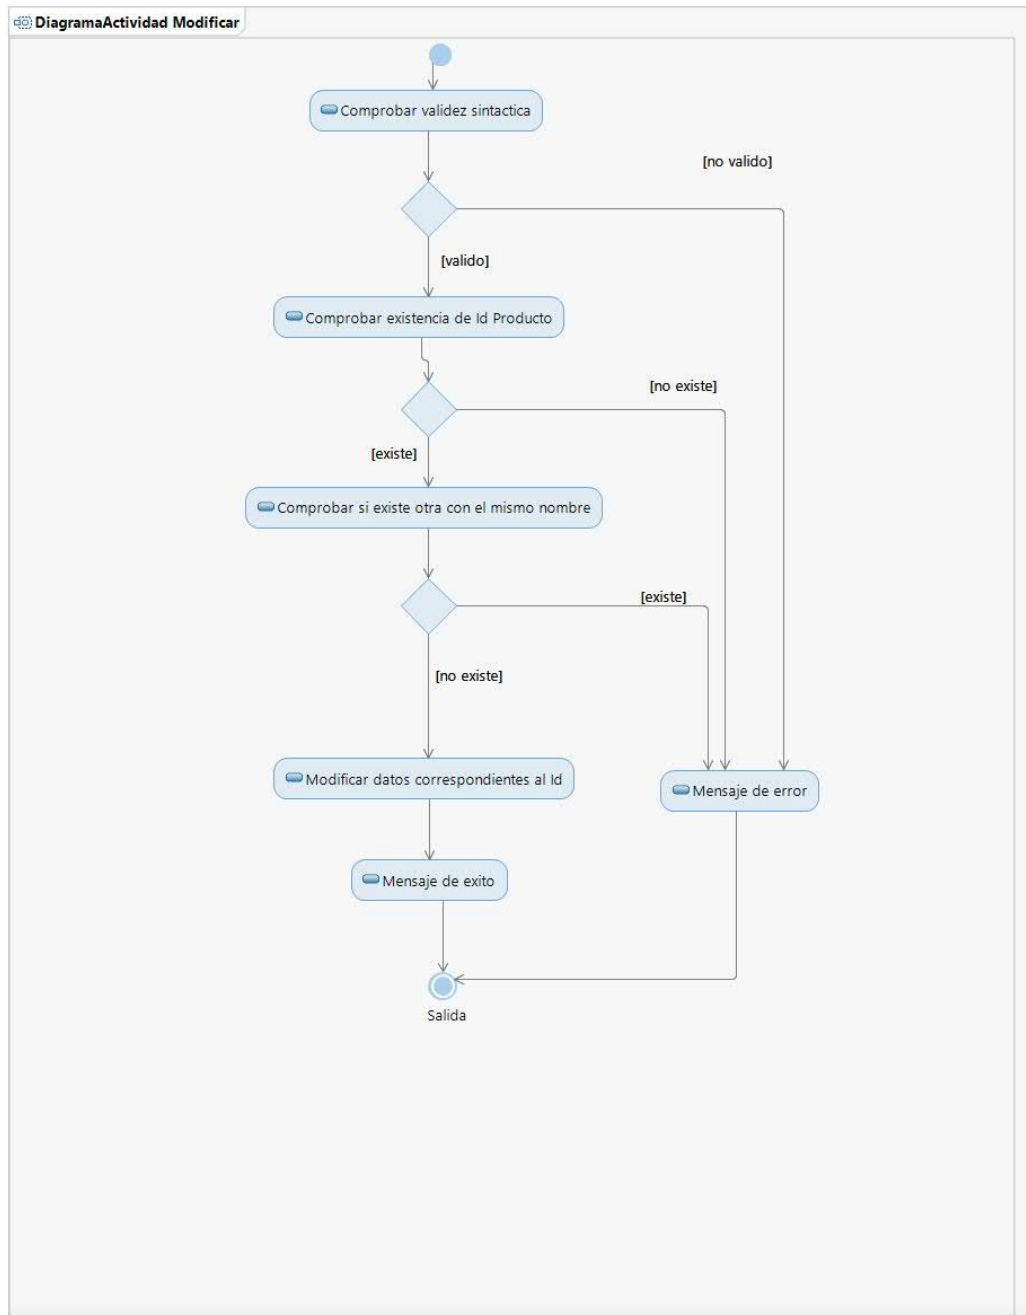 DiagramaActividad Modificar
Comprobar validez sintactica
[no valido]
[valido]
Comprobar existencia de Id Producto
[no existe]
[existe]
Comprobar si existe otra con el mismo nombre
[existe]
[no existe]
Modificar datos correspondientes al Id
Mensaje de error
Mensaje de exito
Salida